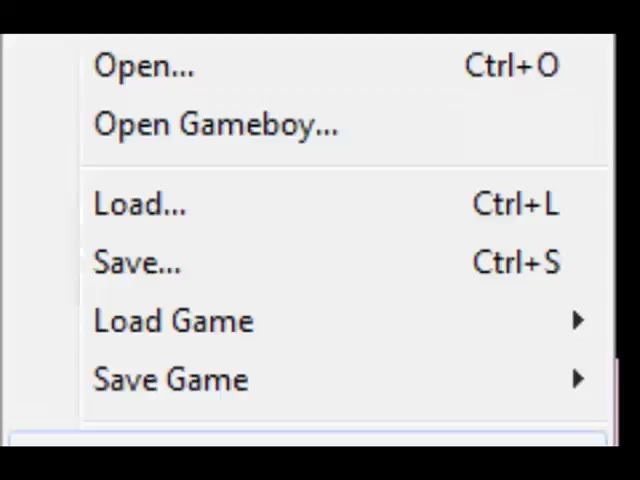 Open... Ctrl+O
Open Gameboy...
Load... Ctrl+L
Save... Ctrl+S
Load Game
Save Game